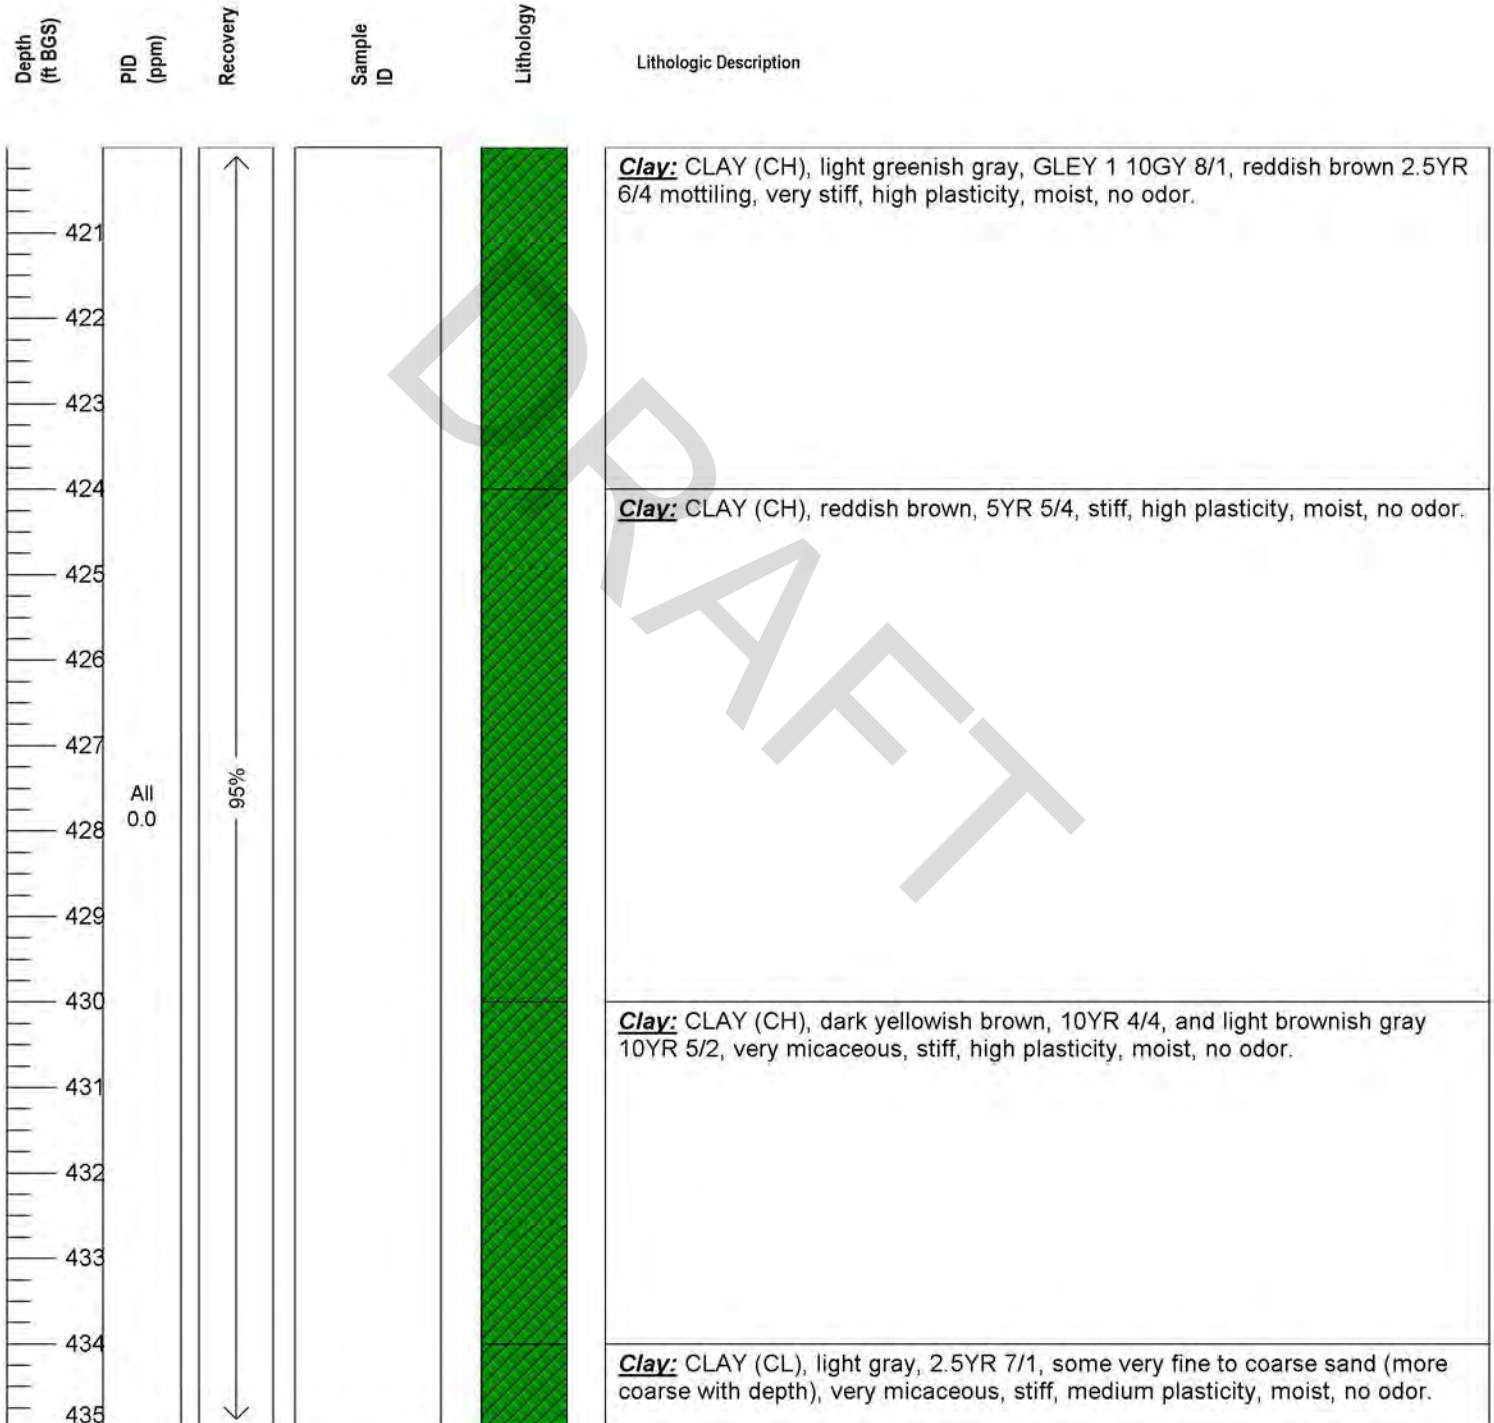 Depth
(ft BGS)
PID
(ppm)
Recovery
Sample
ID
Lithology
Lithologic Description
Clay: CLAY (CH), light greenish gray, GLEY 1 10GY 8/1, reddish brown 2.5YR
6/4 mottiling, very stiff, high plasticity, moist, no odor.
421
422
423
424
Clay: CLAY (CH), reddish brown, 5YR 5/4, stiff, high plasticity, moist, no odor.
425
426
427
All
0.0
95%
428
429
430
Clay: CLAY (CH), dark yellowish brown, 10YR 4/4, and light brownish gray
10YR 5/2, very micaceous, stiff, high plasticity, moist, no odor.
431
432
433
434
Clay: CLAY (CL), light gray, 2.5YR 7/1, some very fine to coarse sand (more
coarse with depth), very micaceous, stiff, medium plasticity, moist, no odor.
435
DRAFT